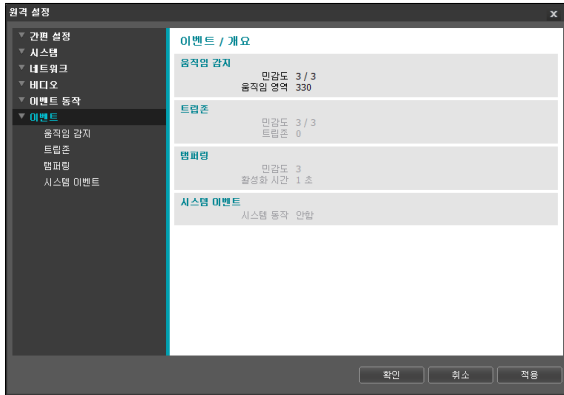 원격 설정
x
간편 설정
시스템
네트워크
비디오
이벤트 동작
이벤트
움직임 감지
트립존
탬퍼링
시스템 이벤트
이벤트 / 개요
움직임 감지
민감도 3 / 3
움직임 영역 330
트립존
민감도 3 / 3
트립존 0
탬퍼링
민감도 3
활성화 시간 1 초
시스템 이벤트
시스템 동작 안함
확인
취소
적용